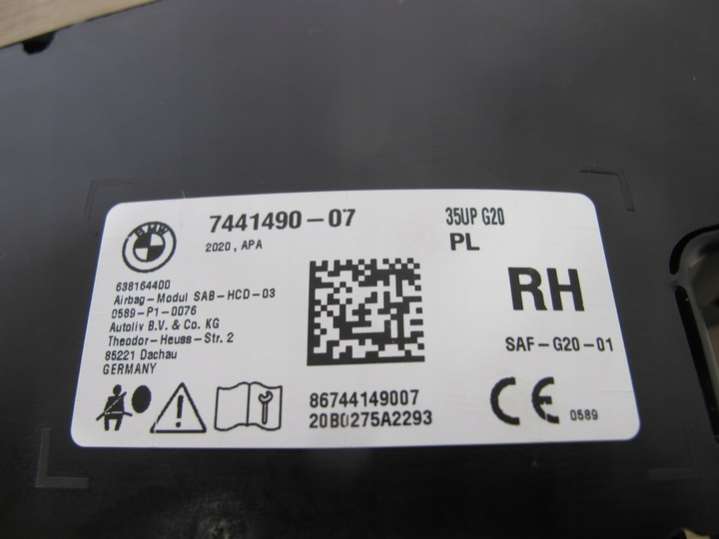 BMW
7441490-07
2020, APA
35UP G20
PL
638164400
Airbag-Modul SAB-HCD-03
0589-P1-0076
Autoliv B.V. & Co. KG
Theodor-Heuss-Str. 2
85221 Dachau
GERMANY
RH
SAF-G20-01
86744149007
20B0275A2293
CE 0589